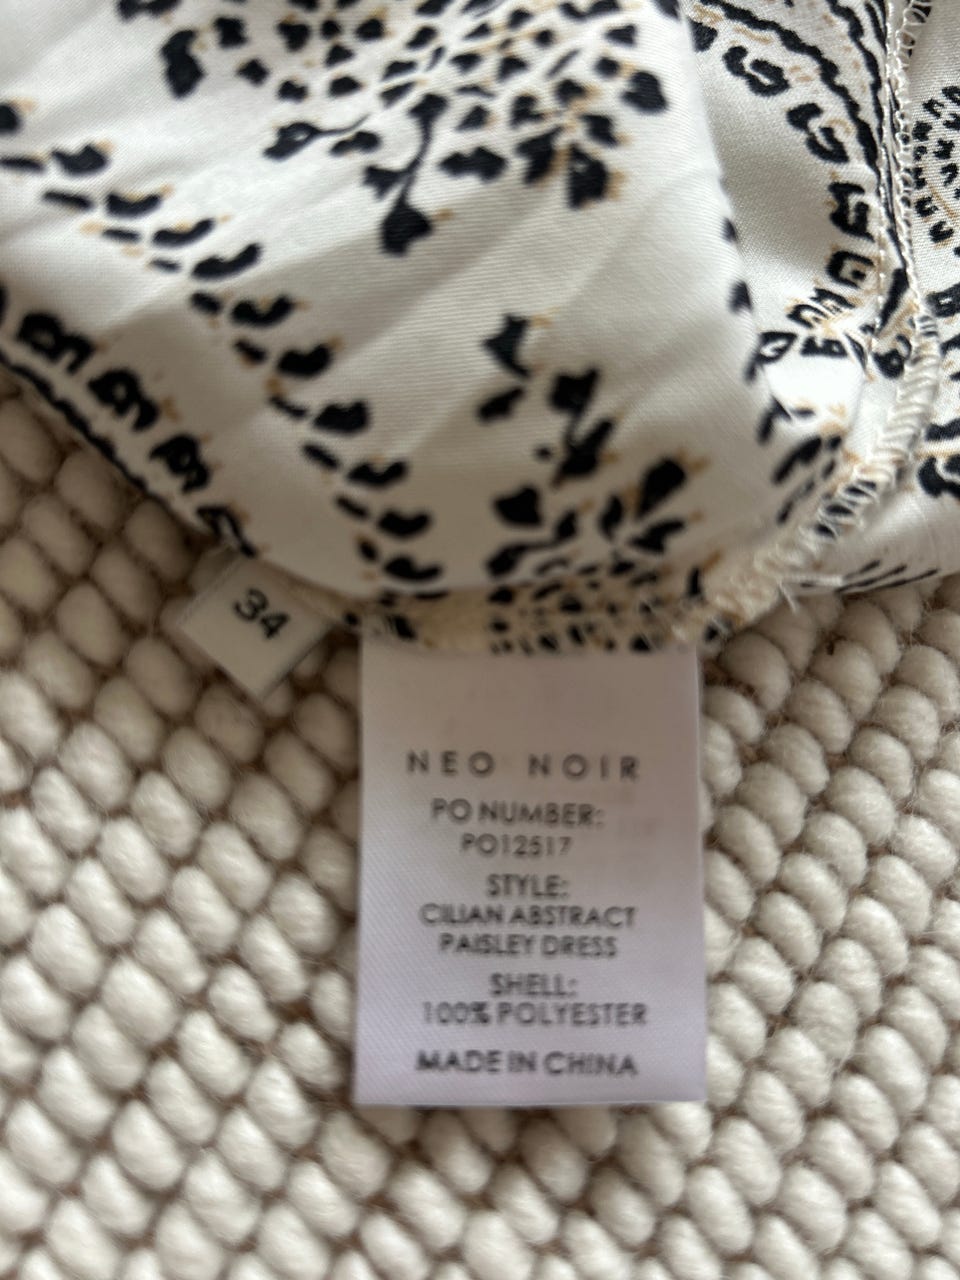 34
NEO NOIR
PO NUMBER:
PO12517
STYLE:
CILIAN ABSTRACT
PAISLEY DRESS
SHELL:
100% POLYESTER
MADE IN CHINA